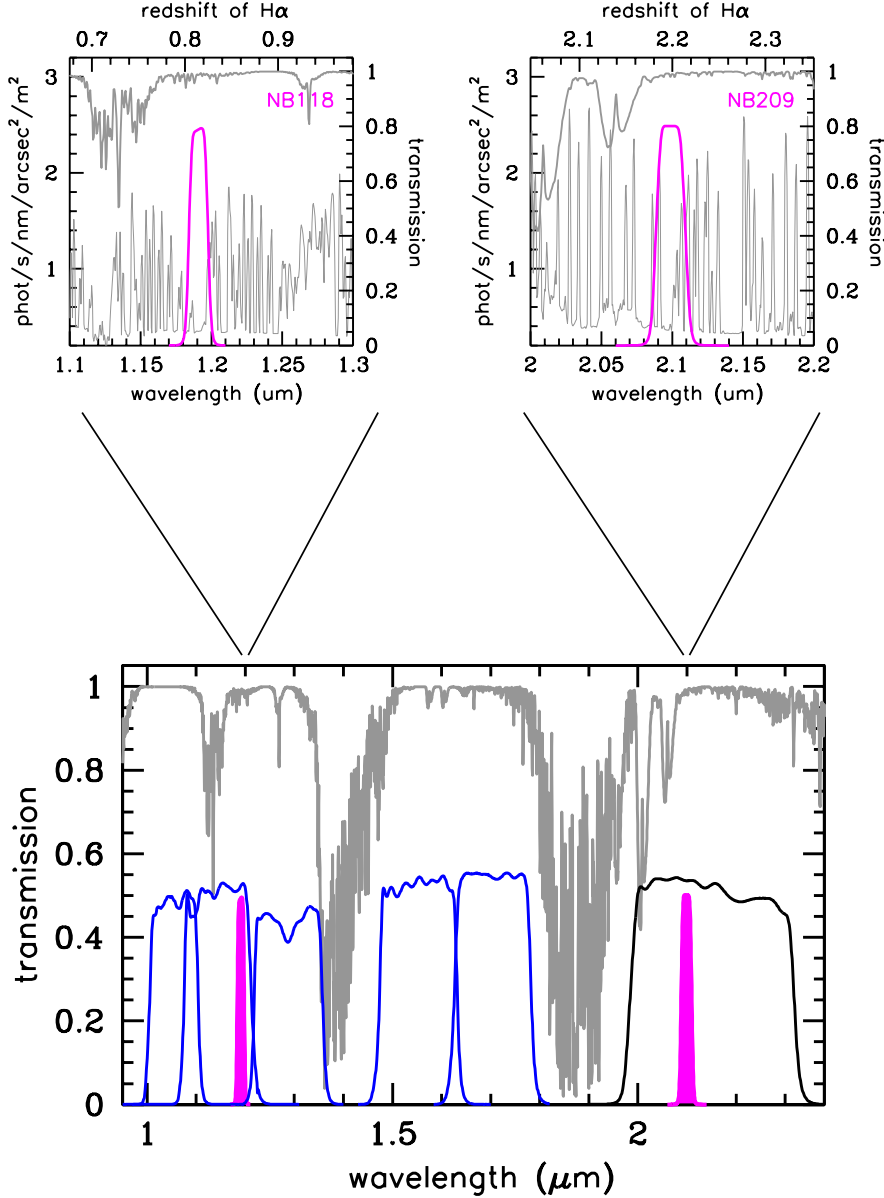 redshift of Hα
0.7 0.8 0.9
3
2
1
phot/s/nm/arcsec²/m²
NB118
1
0.8
0.6
0.4
0.2
0
transmission
1.1 1.15 1.2 1.25 1.3
wavelength (um)
redshift of Hα
2.1 2.2 2.3
3
2
1
phot/s/nm/arcsec²/m²
NB209
1
0.8
0.6
0.4
0.2
0
transmission
2 2.05 2.1 2.15 2.2
wavelength (um)
1
0.8
0.6
0.4
0.2
0
transmission
1 1.5 2
wavelength (μm)